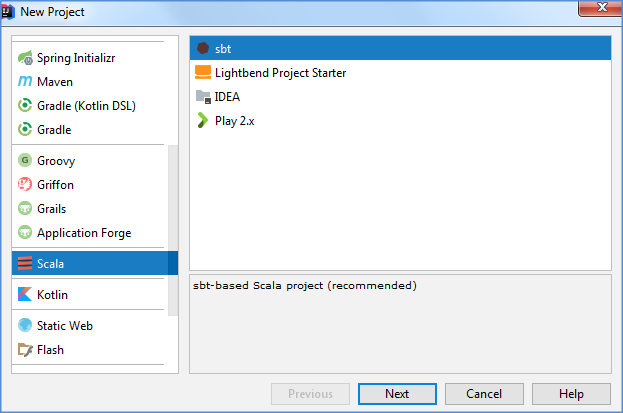 New Project
Spring Initializr
Maven
Gradle (Kotlin DSL)
Gradle
Groovy
Griffon
Grails
Application Forge
Scala
Kotlin
Static Web
Flash
sbt
Lightbend Project Starter
IDEA
Play 2.x
sbt-based Scala project (recommended)
Previous
Next
Cancel
Help